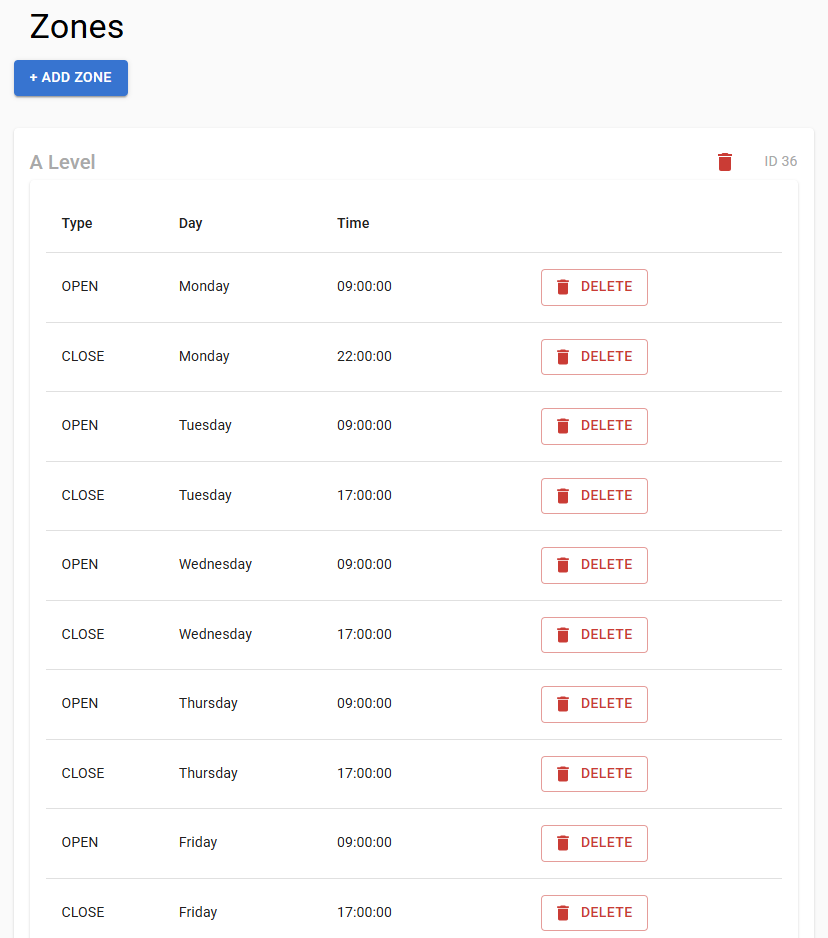 Zones
+ ADD ZONE
A Level ID 36
Type Day Time
OPEN Monday 09:00:00 DELETE
CLOSE Monday 22:00:00 DELETE
OPEN Tuesday 09:00:00 DELETE
CLOSE Tuesday 17:00:00 DELETE
OPEN Wednesday 09:00:00 DELETE
CLOSE Wednesday 17:00:00 DELETE
OPEN Thursday 09:00:00 DELETE
CLOSE Thursday 17:00:00 DELETE
OPEN Friday 09:00:00 DELETE
CLOSE Friday 17:00:00 DELETE